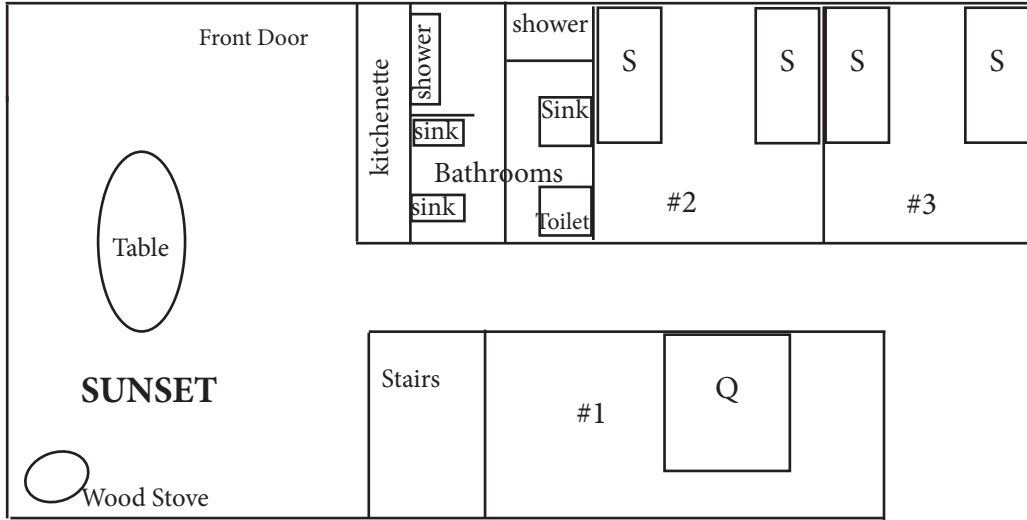 Front Door
kitchenette
shower
sink
Bathrooms
sink
shower
Sink
Toilet
S
S
#2
S
S
#3
Table
SUNSET
Wood Stove
Stairs
#1
Q